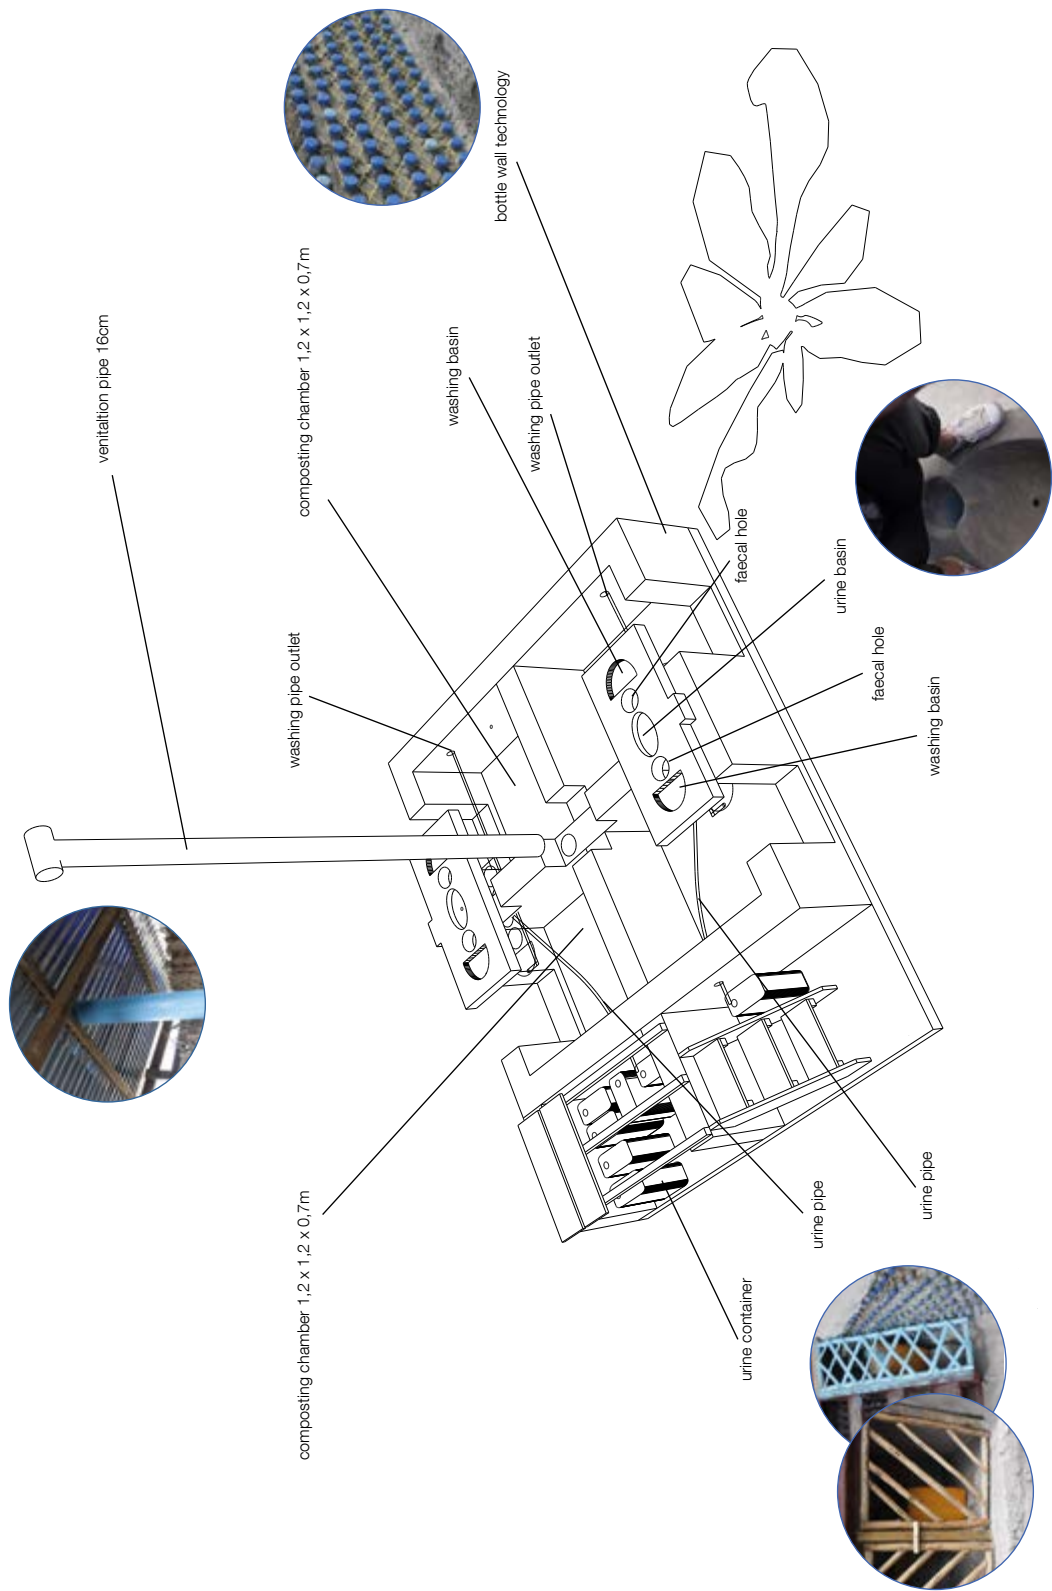 venitaltion pipe 16cm
composting chamber 1,2 x 1,2 x 0,7m
washing pipe outlet
composting chamber 1,2 x 1,2 x 0,7m
washing basin
bottle wall technology
washing pipe outlet
urine container
faecal hole
urine pipe
urine basin
faecal hole
urine pipe
washing basin